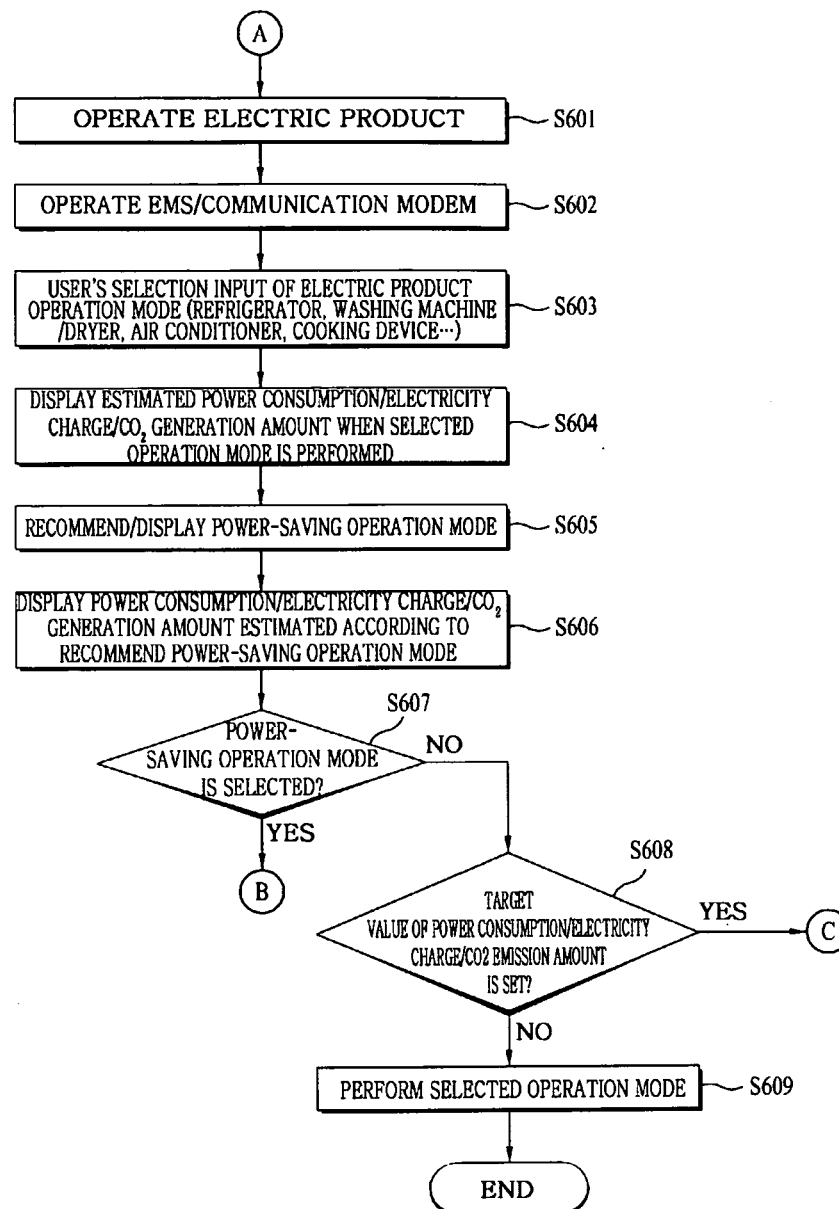 A
OPERATE ELECTRIC PRODUCT
S601
OPERATE EMS/COMMUNICATION MODEM
S602
USER'S SELECTION INPUT OF ELECTRIC PRODUCT
OPERATION MODE (REFRIGERATOR, WASHING MACHINE
/DRYER, AIR CONDITIONER, COOKING DEVICE···)
S603
DISPLAY ESTIMATED POWER CONSUMPTION/ELECTRICITY
CHARGE/CO₂ GENERATION AMOUNT WHEN SELECTED
OPERATION MODE IS PERFORMED
S604
RECOMMEND/DISPLAY POWER-SAVING OPERATION MODE
S605
DISPLAY POWER CONSUMPTION/ELECTRICITY CHARGE/CO₂
GENERATION AMOUNT ESTIMATED ACCORDING TO
RECOMMEND POWER-SAVING OPERATION MODE
S606
S607
POWER-
SAVING OPERATION MODE
IS SELECTED?
NO
YES
B
S608
TARGET
VALUE OF POWER CONSUMPTION/ELECTRICITY
CHARGE/CO2 EMISSION AMOUNT
IS SET?
YES
C
NO
PERFORM SELECTED OPERATION MODE
S609
END